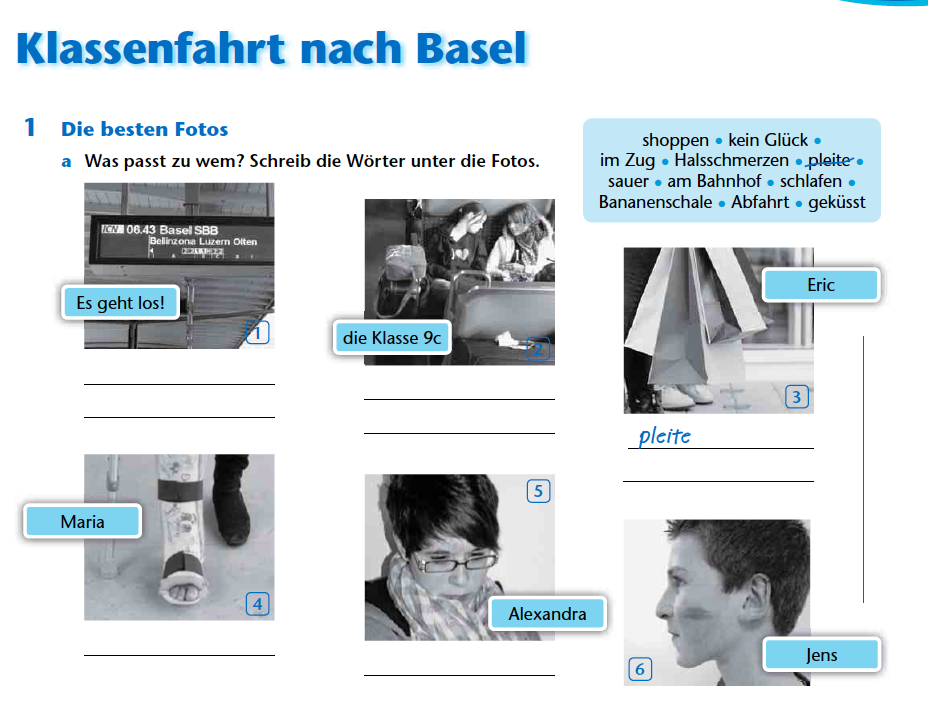 Klassenfahrt nach Basel
1 Die besten Fotos
a Was passt zu wem? Schreib die Wörter unter die Fotos.
shoppen • kein Glück •
im Zug • Halsschmerzen • pleite •
sauer • am Bahnhof • schlafen •
Bananenschale • Abfahrt • geküsst
ICN 06.43 Basel SBB
Bellinzona Luzern Olten
Es geht los!
1
die Klasse 9c
2
Eric
3
pleite
Maria
4
5
Alexandra
6
Jens